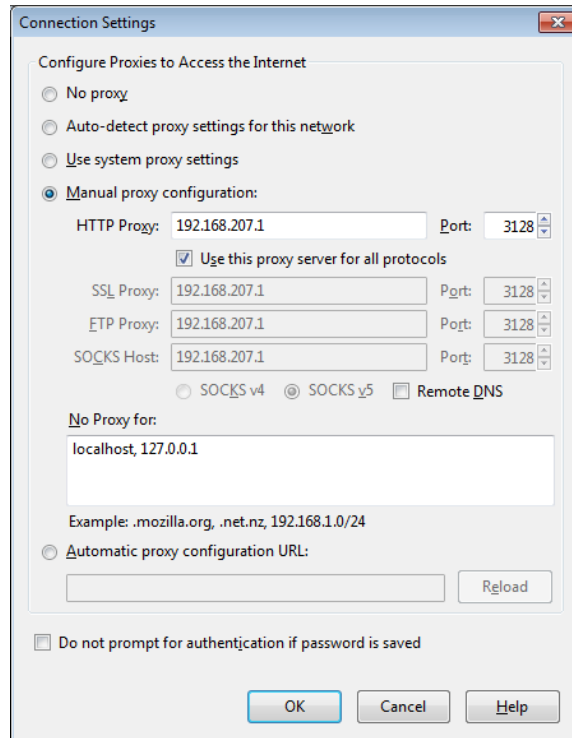 Connection Settings
Configure Proxies to Access the Internet
No proxy
Auto-detect proxy settings for this network
Use system proxy settings
Manual proxy configuration:
HTTP Proxy: 192.168.207.1 Port: 3128
Use this proxy server for all protocols
SSL Proxy: 192.168.207.1 Port: 3128
FTP Proxy: 192.168.207.1 Port: 3128
SOCKS Host: 192.168.207.1 Port: 3128
SOCKS v4 SOCKS v5 Remote DNS
No Proxy for:
localhost, 127.0.0.1
Example: .mozilla.org, .net.nz, 192.168.1.0/24
Automatic proxy configuration URL:
Reload
Do not prompt for authentication if password is saved
OK Cancel Help